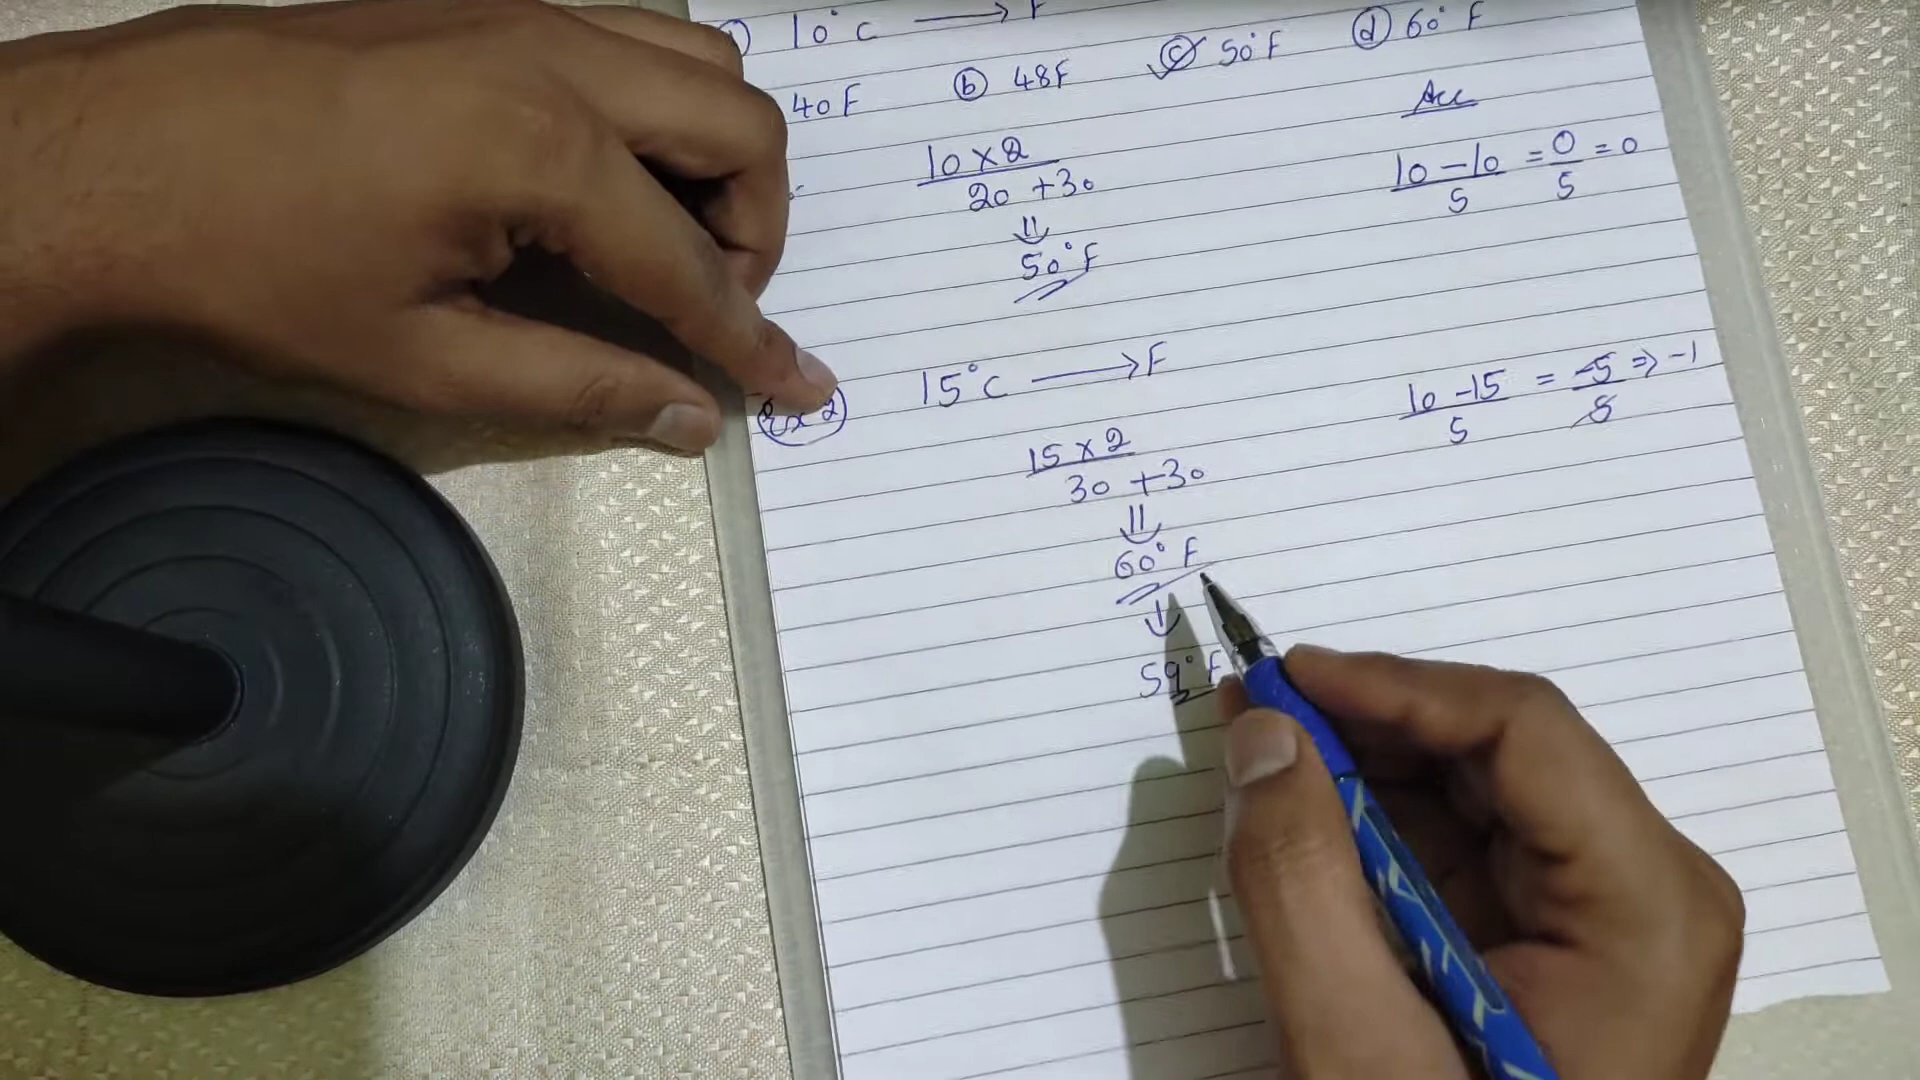 10°C ⟶ F
40F (b) 48F (c) 50°F (d) 60°F
Acc
10 × 2
20 + 30
⇓
50°F
10 - 10 / 5 = 0 / 5 = 0
Ex 2 15°C ⟶ F
15 × 2
30 + 30
⇓
60°F
↓
59°F
10 - 15 / 5 = -5 / 5 ⇒ -1